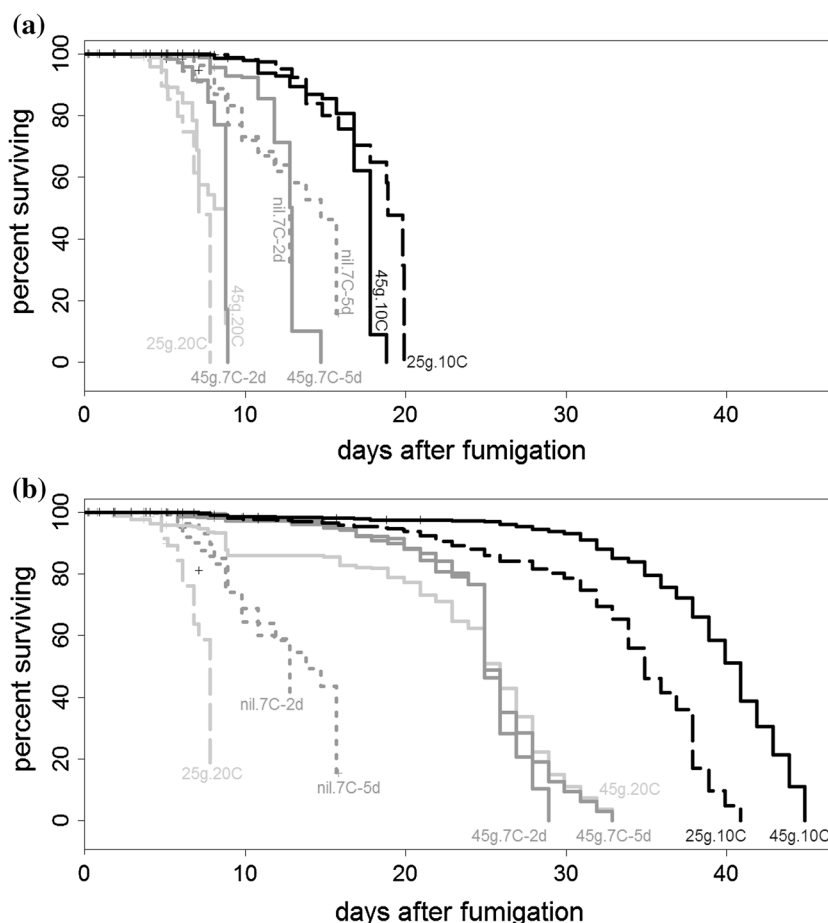 (a)
percent surviving
0 20 40 60 80 100
25g.20C
45g.20C
45g.7C-2d
nil.7C-2d
45g.7C-5d
nil.7C-5d
45g.10C
25g.10C
0 10 20 30 40
days after fumigation
(b)
percent surviving
0 20 40 60 80 100
25g.20C
nil.7C-2d
nil.7C-5d
45g.20C
45g.7C-2d
45g.7C-5d
25g.10C
45g.10C
0 10 20 30 40
days after fumigation